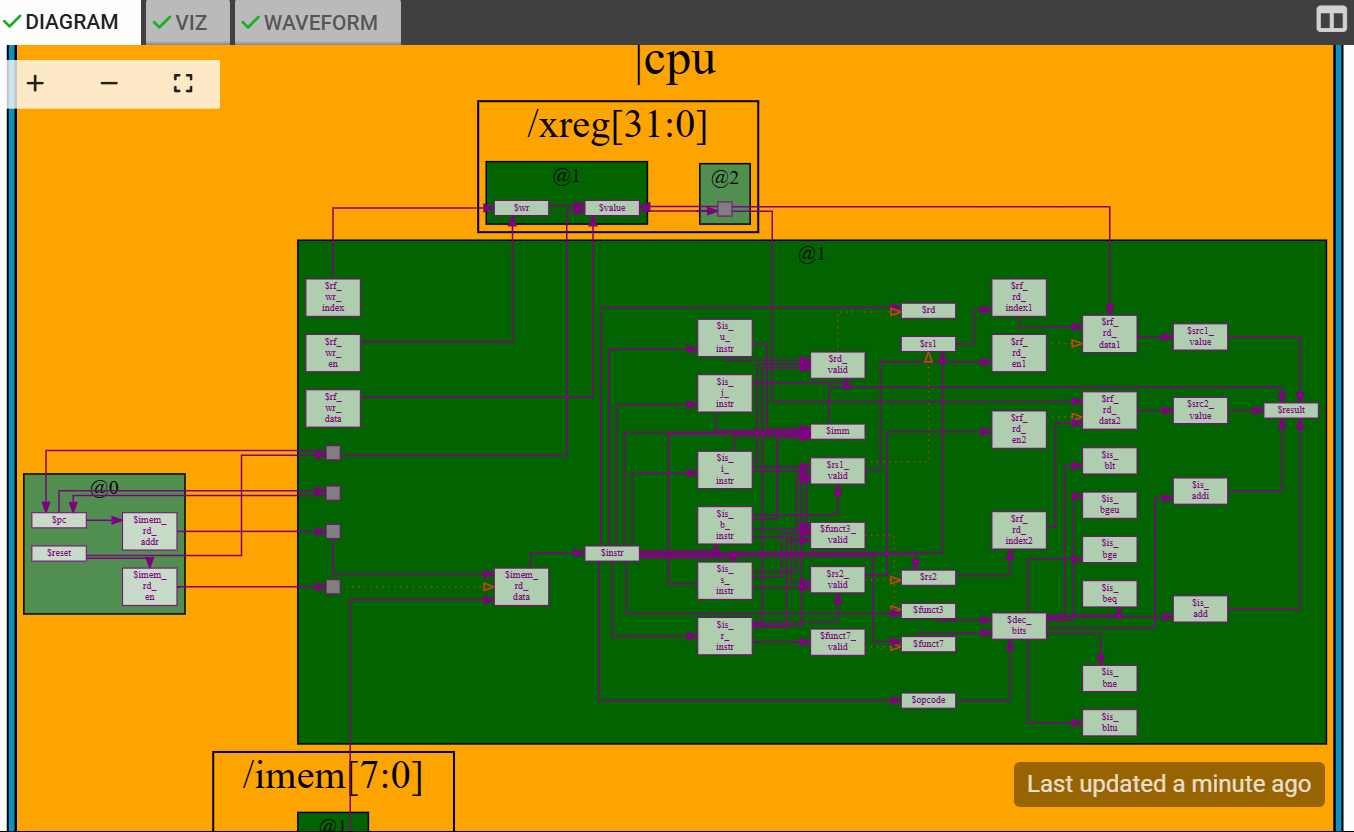 DIAGRAM
VIZ
WAVEFORM
|cpu
/xreg[31:0]
@1
@2
$wr
$value
@1
$rf_
wr_
index
$rf_
wr_
en
$rf_
wr_
data
@0
$pc
$imem_
rd_
addr
$reset
$imem_
rd_
en
$imem_
rd_
data
$instr
$is_
u_
instr
$is_
j_
instr
$is_
i_
instr
$is_
b_
instr
$is_
s_
instr
$is_
r_
instr
$rd_
valid
$imm
$rs1_
valid
$funct3_
valid
$rs2_
valid
$funct7_
valid
$rd
$rs1
$rs2
$funct3
$funct7
$opcode
$rf_
rd_
index1
$rf_
rd_
en1
$rf_
rd_
en2
$rf_
rd_
index2
$dec_
bits
$rf_
rd_
data1
$rf_
rd_
data2
$is_
blt
$is_
bgeu
$is_
bge
$is_
beq
$is_
bne
$is_
bltu
$src1_
value
$src2_
value
$is_
addi
$is_
add
$result
/imem[7:0]
@1
Last updated a minute ago